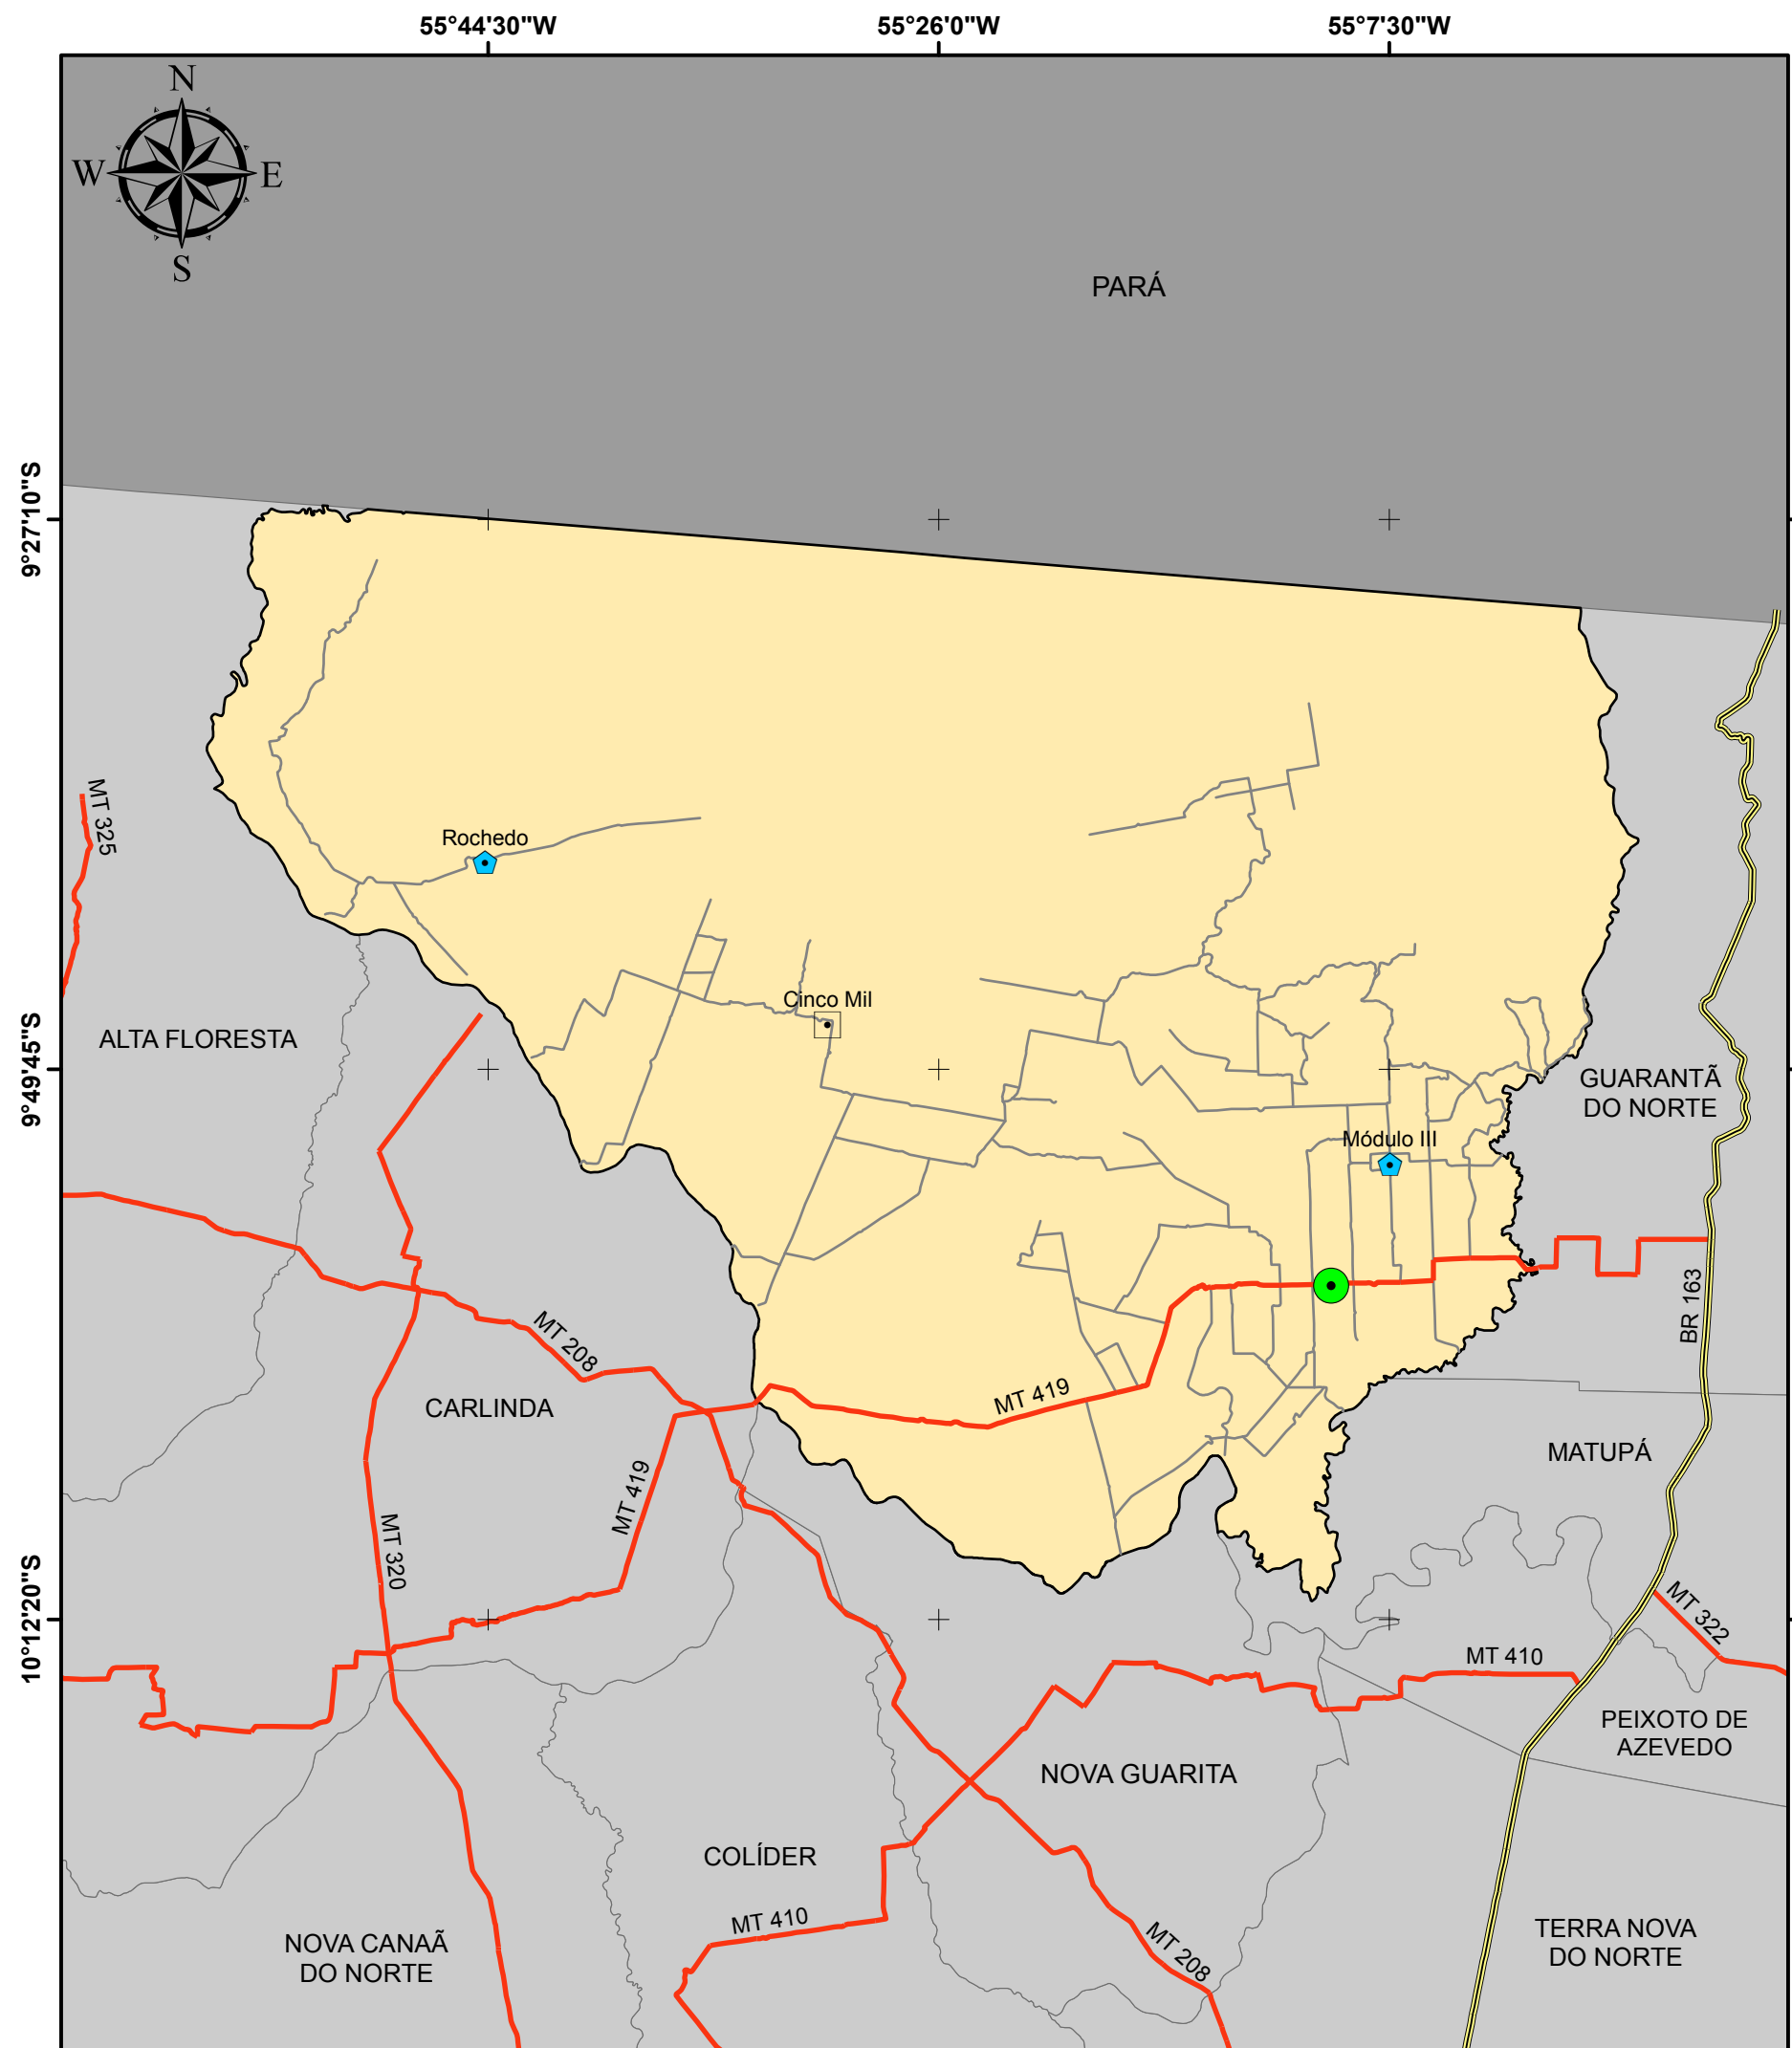 55°44'30"W
55°26'0"W
55°7'30"W
N
W
E
S
PARÁ
9°27'10"S
MT 325
Rochedo
Cinco Mil
ALTA FLORESTA
9°49'45"S
GUARANTÃ
DO NORTE
Módulo III
BR 163
MT 208
MT 419
CARLINDA
MATUPÁ
MT 419
MT 320
10°12'20"S
MT 322
MT 410
PEIXOTO DE
AZEVEDO
NOVA GUARITA
COLÍDER
MT 410
MT 208
NOVA CANAÃ
DO NORTE
TERRA NOVA
DO NORTE